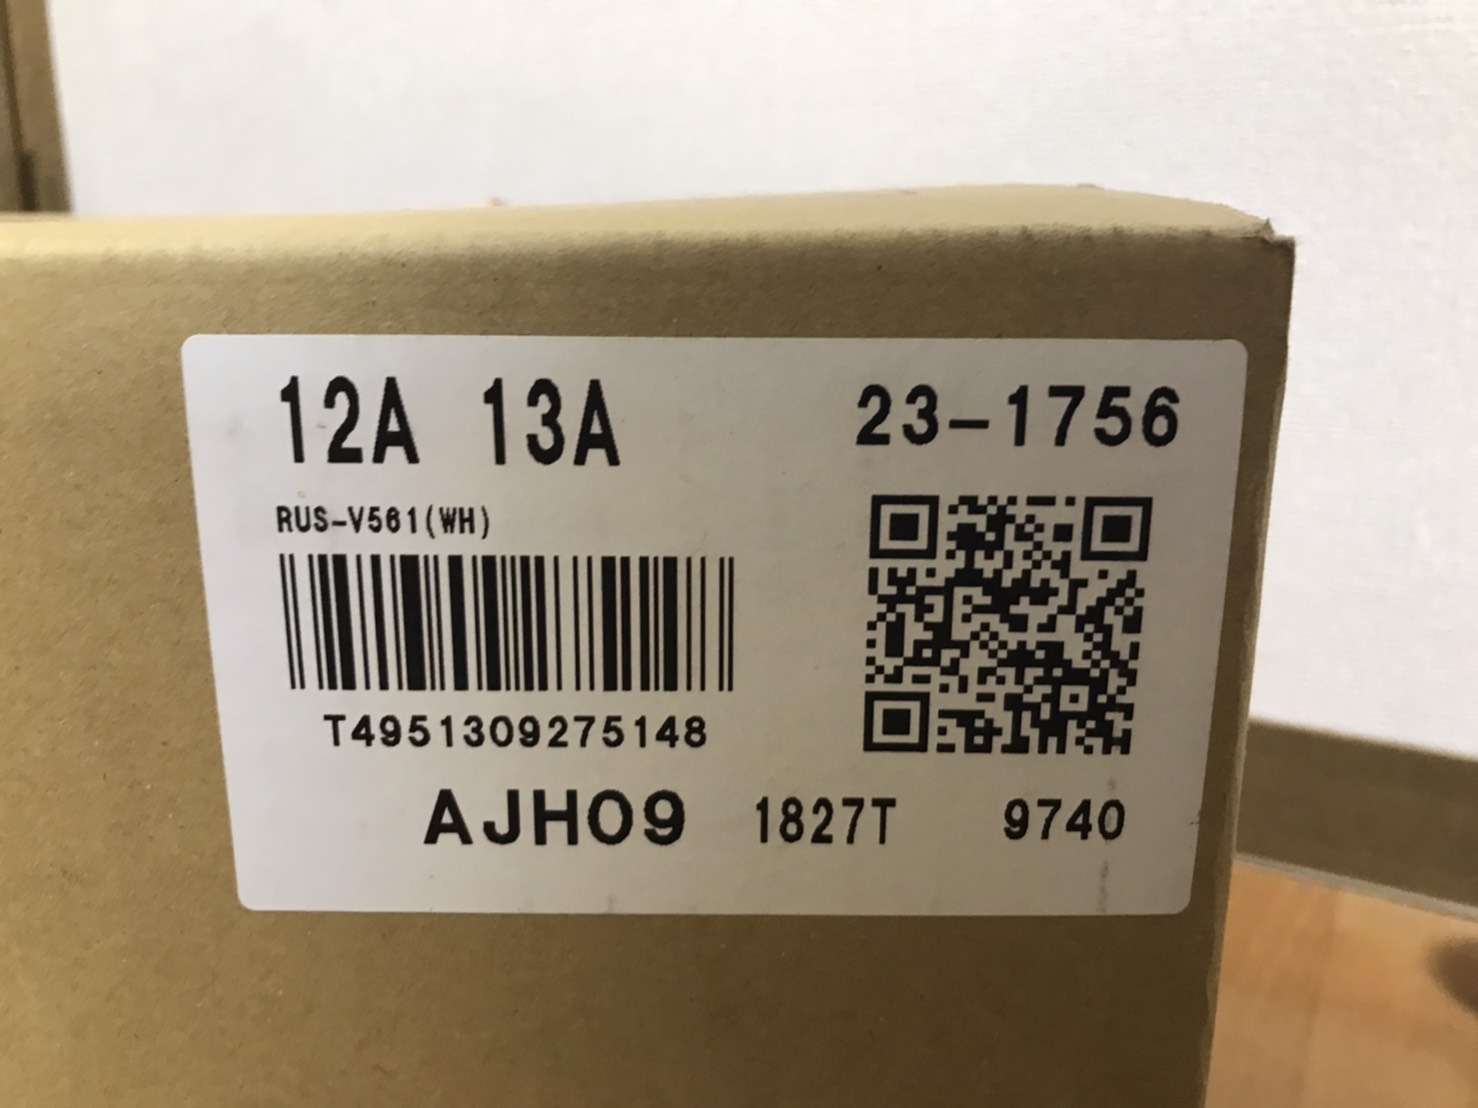 12A 13A 23-1756
RUS-V561(WH)
T4951309275148
AJH09 1827T 9740